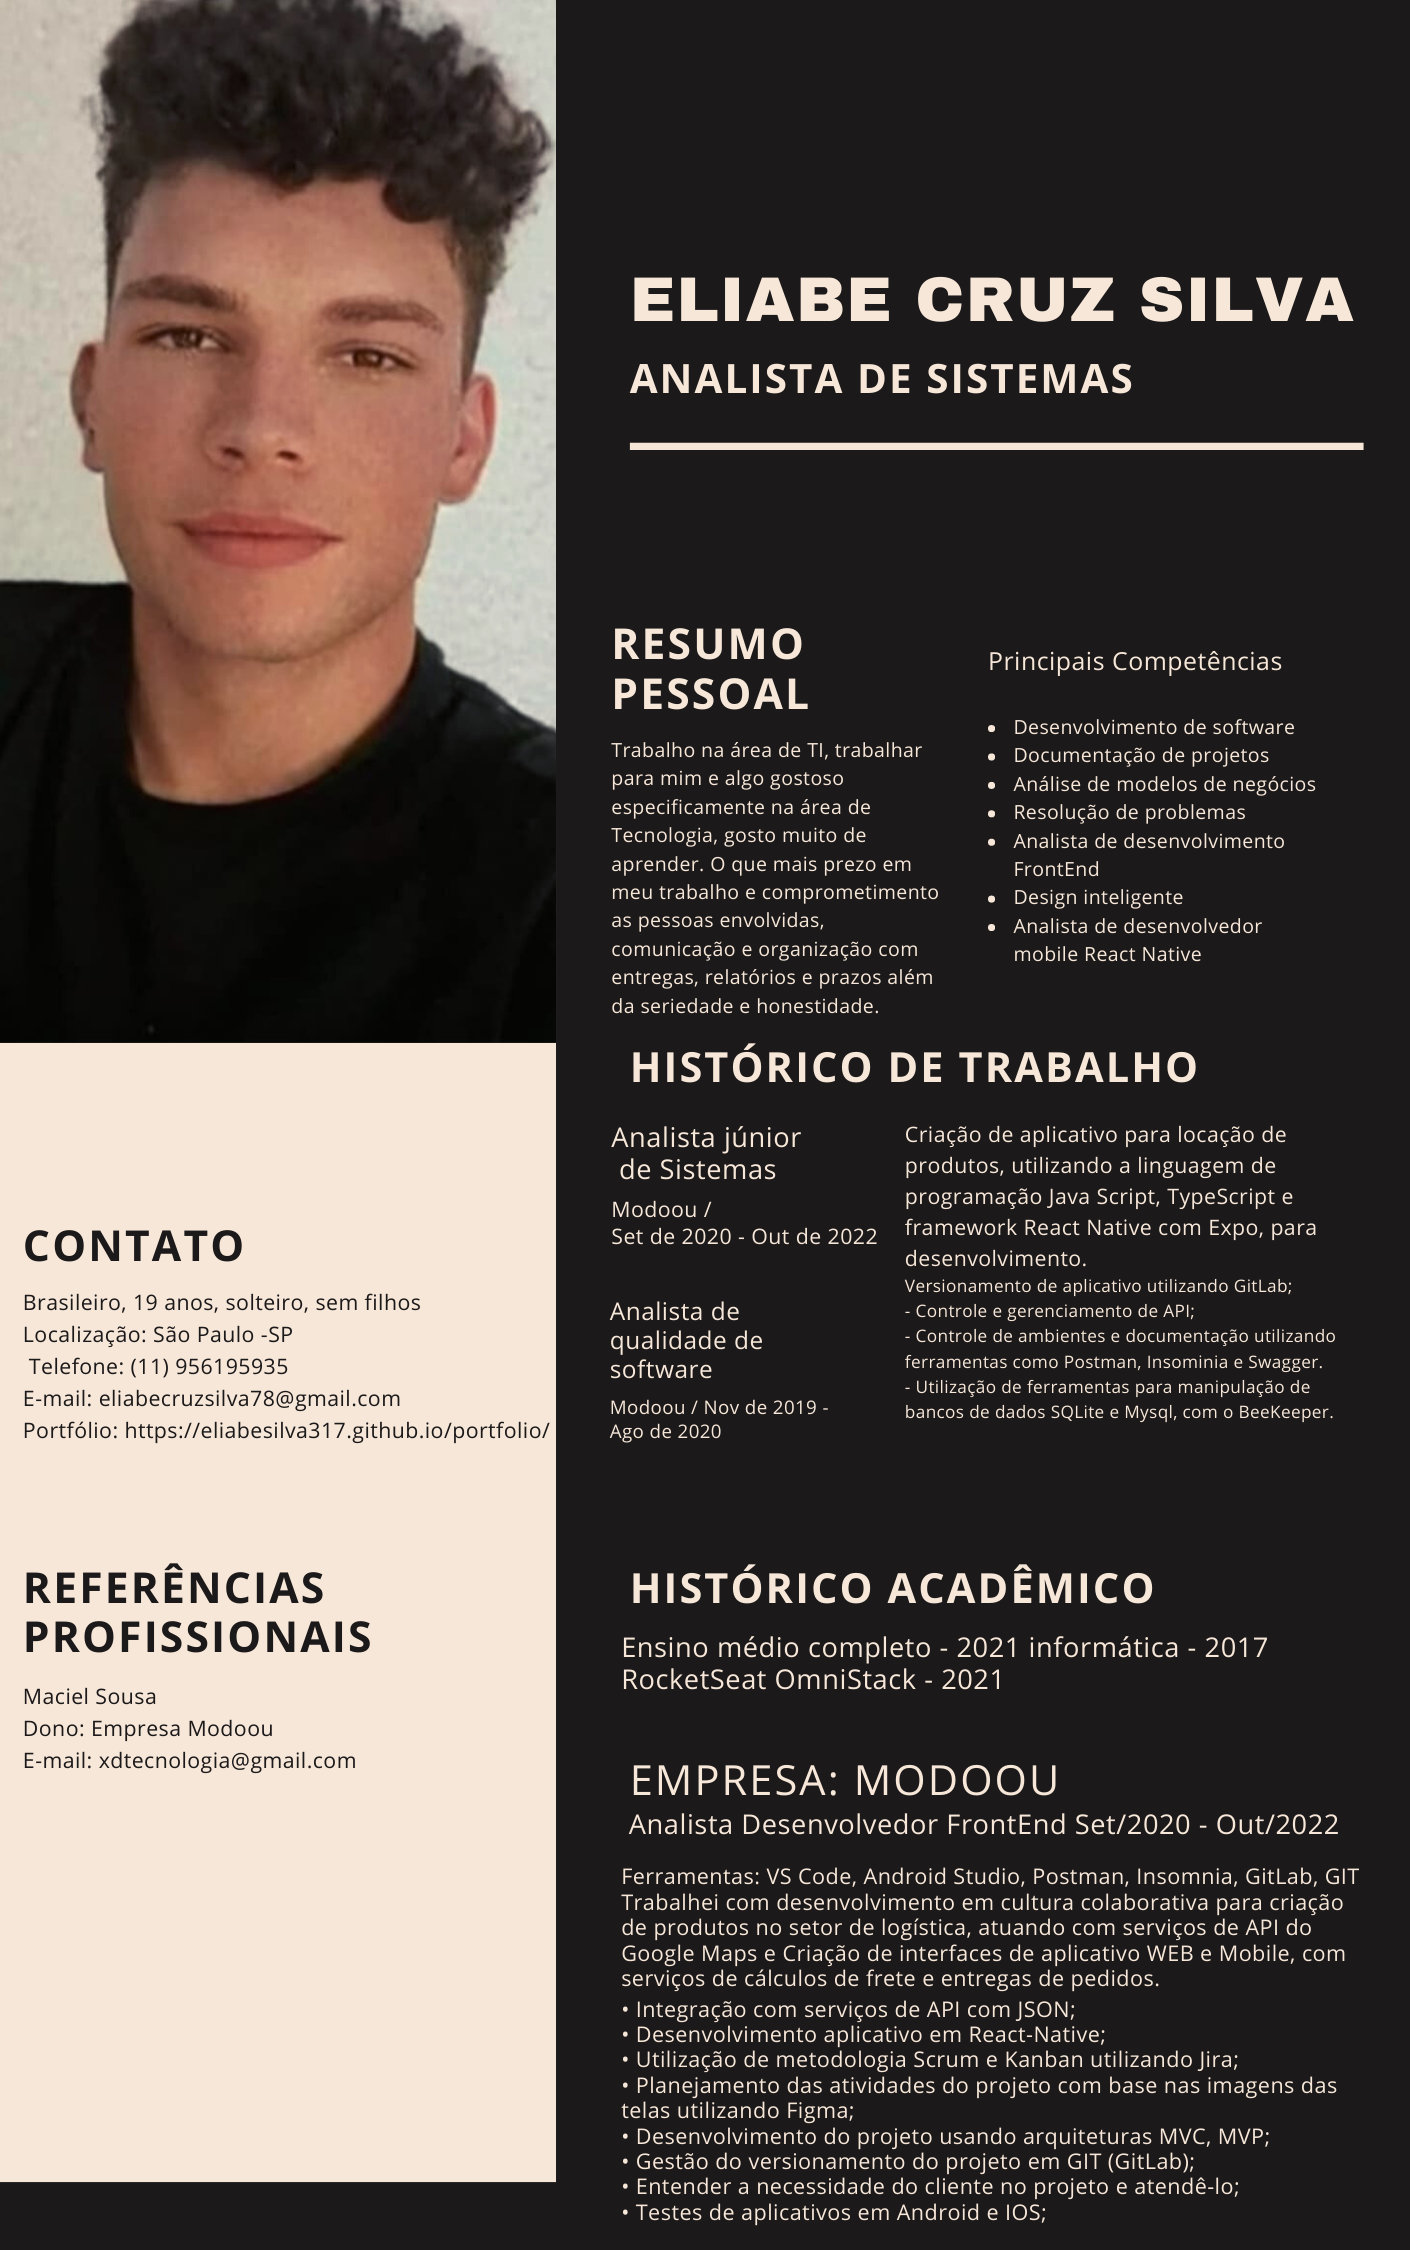 ELIABE CRUZ SILVA
ANALISTA DE SISTEMAS
RESUMO
PESSOAL
Trabalho na área de TI, trabalhar
para mim e algo gostoso
especificamente na área de
Tecnologia, gosto muito de
aprender. O que mais prezo em
meu trabalho e comprometimento
as pessoas envolvidas,
comunicação e organização com
entregas, relatórios e prazos além
da seriedade e honestidade.
Principais Competências
• Desenvolvimento de software
• Documentação de projetos
• Análise de modelos de negócios
• Resolução de problemas
• Analista de desenvolvimento
FrontEnd
• Design inteligente
• Analista de desenvolvedor
mobile React Native
HISTÓRICO DE TRABALHO
Analista júnior
de Sistemas
Modoou /
Set de 2020 - Out de 2022
Analista de
qualidade de
software
Modoou / Nov de 2019 -
Ago de 2020
Criação de aplicativo para locação de
produtos, utilizando a linguagem de
programação Java Script, TypeScript e
framework React Native com Expo, para
desenvolvimento.
Versionamento de aplicativo utilizando GitLab;
- Controle e gerenciamento de API;
- Controle de ambientes e documentação utilizando
ferramentas como Postman, Insominia e Swagger.
- Utilização de ferramentas para manipulação de
bancos de dados SQLite e Mysql, com o BeeKeeper.
CONTATO
Brasileiro, 19 anos, solteiro, sem filhos
Localização: São Paulo -SP
Telefone: (11) 956195935
E-mail: eliabecruzsilva78@gmail.com
Portfólio: https://eliabesilva317.github.io/portfolio/
REFERÊNCIAS
PROFISSIONAIS
Maciel Sousa
Dono: Empresa Modoou
E-mail: xdtecnologia@gmail.com
HISTÓRICO ACADÊMICO
Ensino médio completo - 2021 informática - 2017
RocketSeat OmniStack - 2021
EMPRESA: MODOOU
Analista Desenvolvedor FrontEnd Set/2020 - Out/2022
Ferramentas: VS Code, Android Studio, Postman, Insomnia, GitLab, GIT
Trabalhei com desenvolvimento em cultura colaborativa para criação
de produtos no setor de logística, atuando com serviços de API do
Google Maps e Criação de interfaces de aplicativo WEB e Mobile, com
serviços de cálculos de frete e entregas de pedidos.
• Integração com serviços de API com JSON;
• Desenvolvimento aplicativo em React-Native;
• Utilização de metodologia Scrum e Kanban utilizando Jira;
• Planejamento das atividades do projeto com base nas imagens das
telas utilizando Figma;
• Desenvolvimento do projeto usando arquiteturas MVC, MVP;
• Gestão do versionamento do projeto em GIT (GitLab);
• Entender a necessidade do cliente no projeto e atendê-lo;
• Testes de aplicativos em Android e IOS;